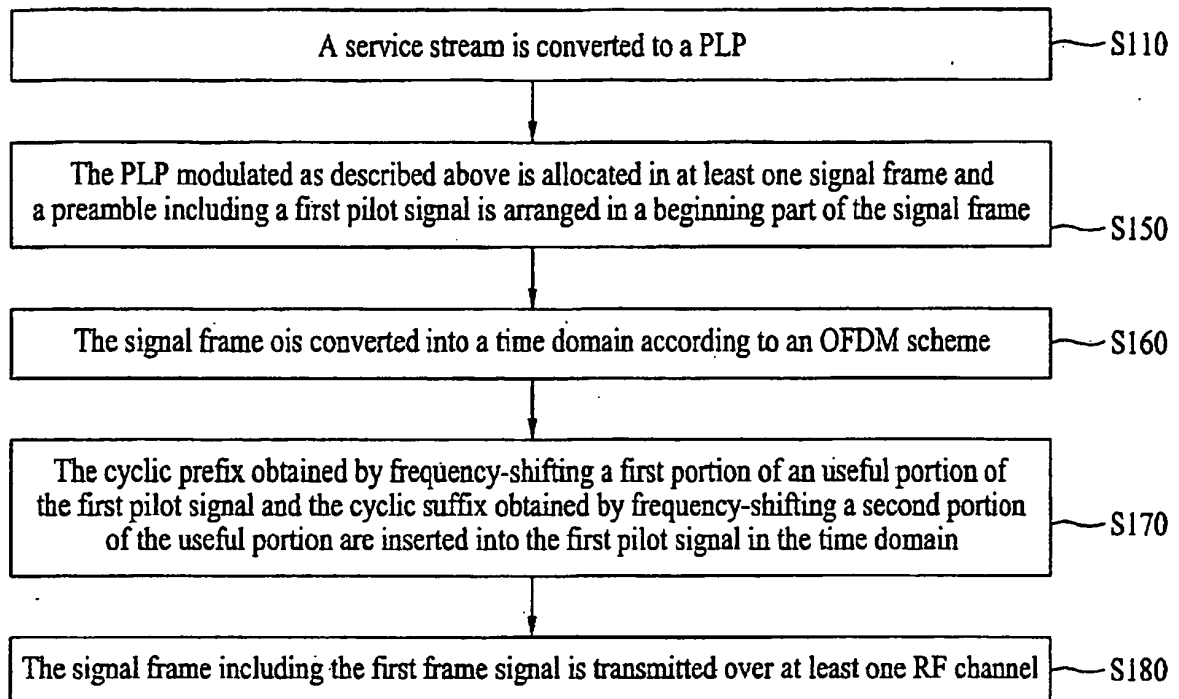 A service stream is converted to a PLP
S110
The PLP modulated as described above is allocated in at least one signal frame and
a preamble including a first pilot signal is arranged in a beginning part of the signal frame
S150
The signal frame ois converted into a time domain according to an OFDM scheme
S160
The cyclic prefix obtained by frequency-shifting a first portion of an useful portion of
the first pilot signal and the cyclic suffix obtained by frequency-shifting a second portion
of the useful portion are inserted into the first pilot signal in the time domain
S170
The signal frame including the first frame signal is transmitted over at least one RF channel
S180